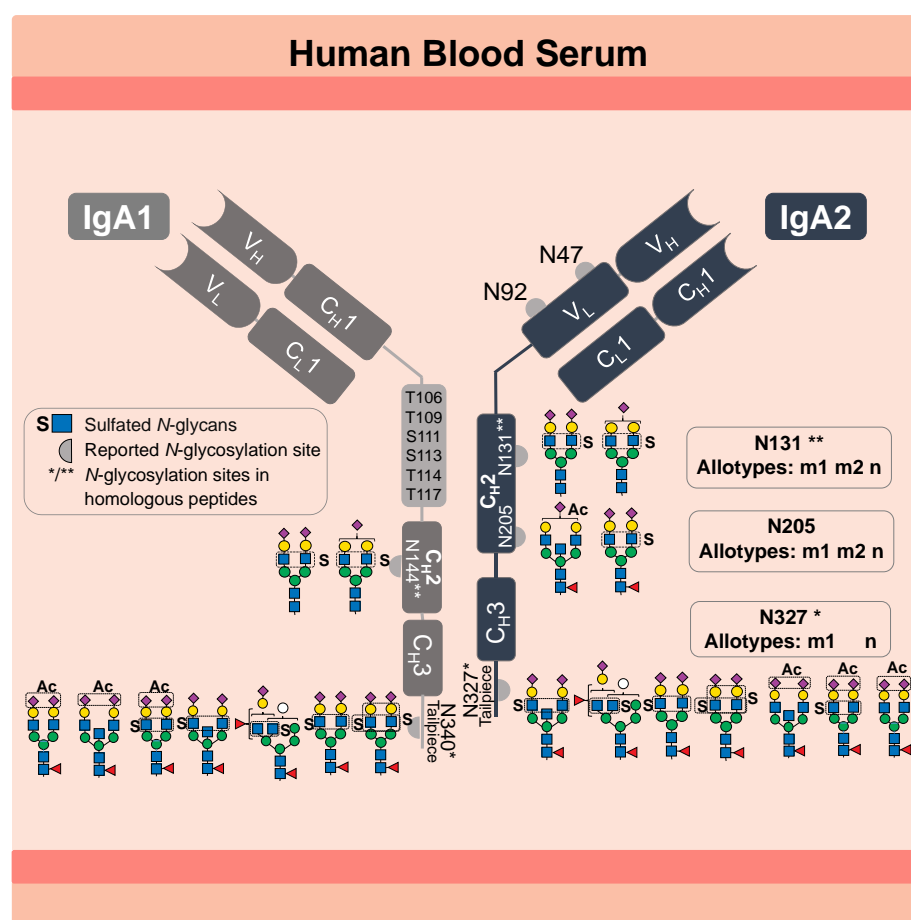 Human Blood Serum
IgA1
IgA2
VH
VL
CH1
CL1
N47
N92
VH
VL
CH1
CL1
T106
T109
S111
S113
T114
T117
S Sulfated N-glycans
Reported N-glycosylation site
*/** N-glycosylation sites in
homologous peptides
CH2
N131**
N205
S
S
Ac
S
N131 **
Allotypes: m1 m2 n
N205
Allotypes: m1 m2 n
N327 *
Allotypes: m1 n
S
S
CH2
N144**
CH3
CH3
N340*
Tailpiece
N327*
Tailpiece
Ac
Ac
Ac
S
S
S
S
S
S
S
S
S
S
Ac
Ac
S
Ac